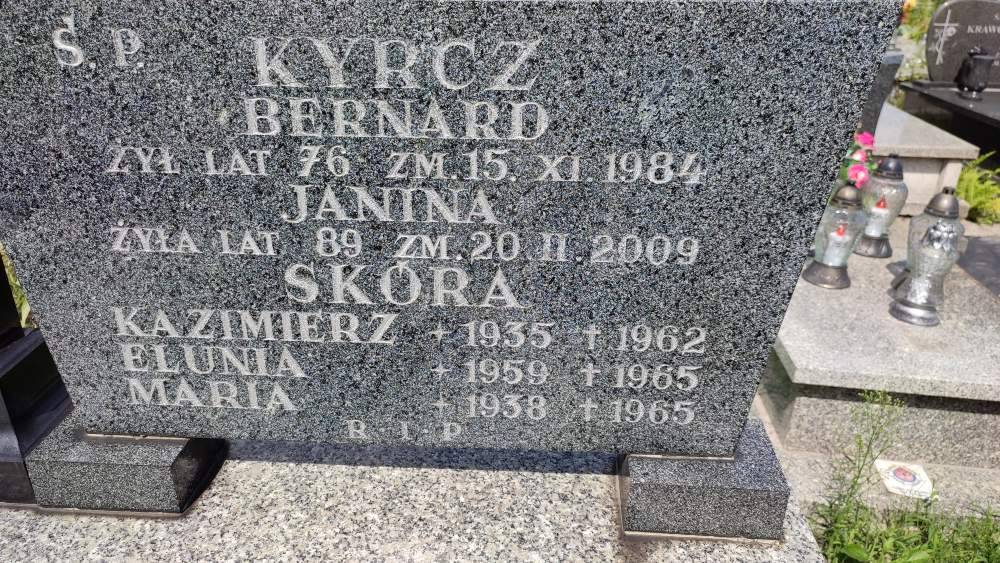 Ś. P.
KYRCZ
BERNARD
ŻYŁ LAT 76 ZM. 15. XI 1984
JANINA
ŻYŁA LAT 89 ZM. 20 II 2009
SKÓRA
KAZIMIERZ + 1935 † 1962
ELUNIA + 1959 † 1965
MARIA + 1938 † 1965
R I P